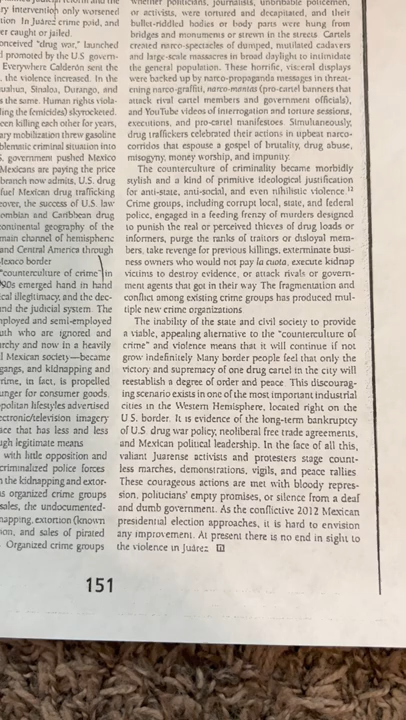 ry intervention only worsened
tion In Juárez crime paid, and
er caught or jailed.
onceived "drug war," launched
l promoted by the U.S govern-
Experiente Calderón sent the
, the violence increased. In the
uahua, Sinaloa, Durango, and
s the same. Human rights viola-
ling the femicides) skyrocketed.
een killing each other for years,
ary mobilization threw gasoline
blematic criminal situation into
government pushed Mexico
Mexicans are paying the price
branch now admits, U.S. drug
fuel Mexican drug trafficking
eover, the success of U.S. law
ombian and Caribbean drug
continental geography of the
main channel of hemispheric
and Central America through
Mexico border
"counterculture of crime" in
90s emerged hand in hand
ical illegitimacy, and the dec-
and the judicial system. The
mployed and semi-employed
uth who are ignored and
rchy and now in a heavily
l Mexican society—became
gangs, and kidnapping and
rime, in fact, is propelled
unger for consumer goods.
politan lifestyles advertised
ectronic/television imagery
ace that has less and less
ugh legitimate means
with little opposition and
criminalized police forces
n the kidnapping and extor-
as organized crime groups
sales, the undocumented-
napping, extortion (known
ion, and sales of pirated
Organized crime groups
whether politicians, journalists, unbribable policemen,
or activists, were tortured and decapitated, and their
bullet-riddled bodies or body parts were hung from
bridges and monuments or strewn in the streets Cartels
created narco-spectacles of dumped, mutilated cadavers
and large-scale massacres in broad daylight to intimidate
the general population. These horrific, visceral displays
were backed up by narco-propaganda messages in threat-
ening narco-graffiti, narco-mantas (pro-cartel banners that
attack rival cartel members and government officials),
and YouTube videos of interrogation and torture sessions,
executions, and pro-cartel manifestoes Simultaneously,
drug traffickers celebrated their actions in upbeat narco-
corridos that espouse a gospel of brutality, drug abuse,
misogyny, money worship, and impunity.
The counterculture of criminality became morbidly
stylish and a kind of primitive ideological justification
for anti-state, anti-social, and even nihilistic violence 12
Crime groups, including corrupt local, state, and federal
police, engaged in a feeding frenzy of murders designed
to punish the real or perceived thieves of drug loads or
informers, purge the ranks of traitors or disloyal mem-
bers, take revenge for previous killings, exterminate busi-
ness owners who would not pay la cuota, execute kidnap
victims to destroy evidence, or attack rivals or govern-
ment agents that got in their way The fragmentation and
conflict among existing crime groups has produced mul-
tiple new crime organizations
The inability of the state and civil society to provide
a viable, appealing alternative to the "counterculture of
crime" and violence means that it will continue if not
grow indefinitely Many border people feel that only the
victory and supremacy of one drug cartel in the city will
reestablish a degree of order and peace This discourag-
ing scenario exists in one of the most important industrial
cities in the Western Hemisphere, located right on the
U.S. border. It is evidence of the long-term bankruptcy
of U.S. drug war policy, neoliberal free trade agreements,
and Mexican political leadership. In the face of all this,
valiant Juarense activists and protesters stage count-
less marches, demonstrations, vigils, and peace rallies
These courageous actions are met with bloody repres-
sion, politicians' empty promises, or silence from a deaf
and dumb government. As the conflictive 2012 Mexican
presidential election approaches, it is hard to envision
any improvement. At present there is no end in sight to
the violence in Juárez
151